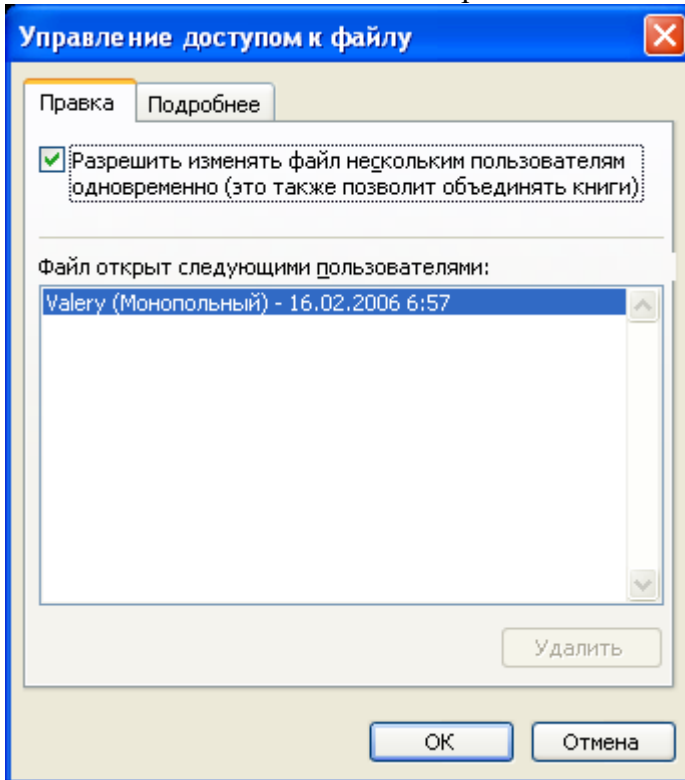 Управление доступом к файлу
Правка
Подробнее
Разрешить изменять файл нескольким пользователям
одновременно (это также позволит объединять книги)
Файл открыт следующими пользователями:
Valery (Монопольный) - 16.02.2006 6:57
Удалить
ОК
Отмена